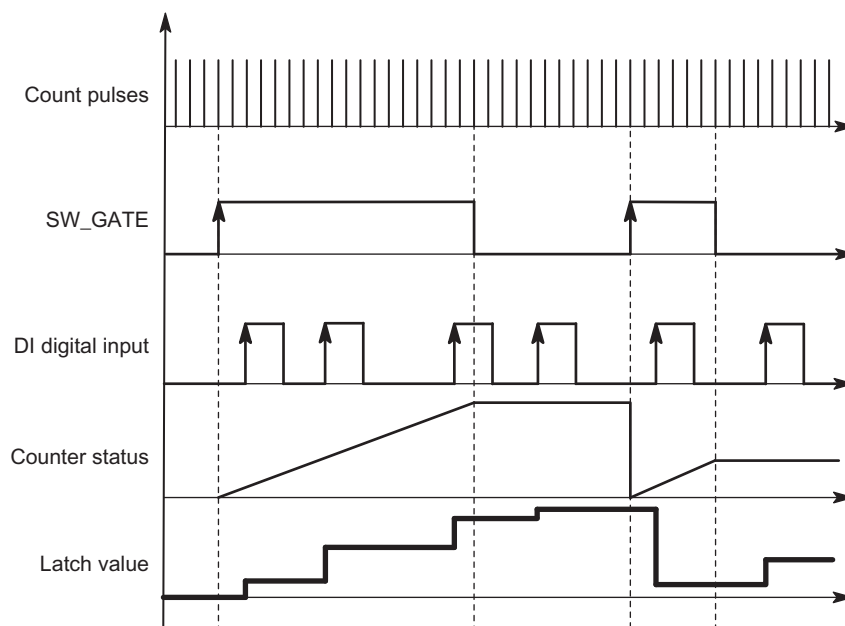 Count pulses
SW_GATE
DI digital input
Counter status
Latch value